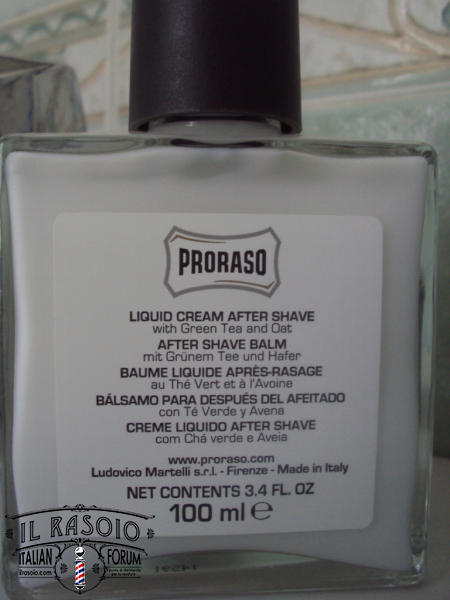 PRORASO
LIQUID CREAM AFTER SHAVE
with Green Tea and Oat
AFTER SHAVE BALM
mit Grünem Tee und Hafer
BAUME LIQUIDE APRÈS-RASAGE
au Thé Vert et à l'Avoine
BÁLSAMO PARA DESPUÉS DEL AFEITADO
con Té Verde y Avena
CREME LIQUIDO AFTER SHAVE
com Chá verde e Aveia
www.proraso.com
Ludovico Martelli s.r.l. - Firenze - Made in Italy
NET CONTENTS 3.4 FL. OZ
100 ml ℮
IL RASOIO
ITALIAN FORUM
ilrasoio.com